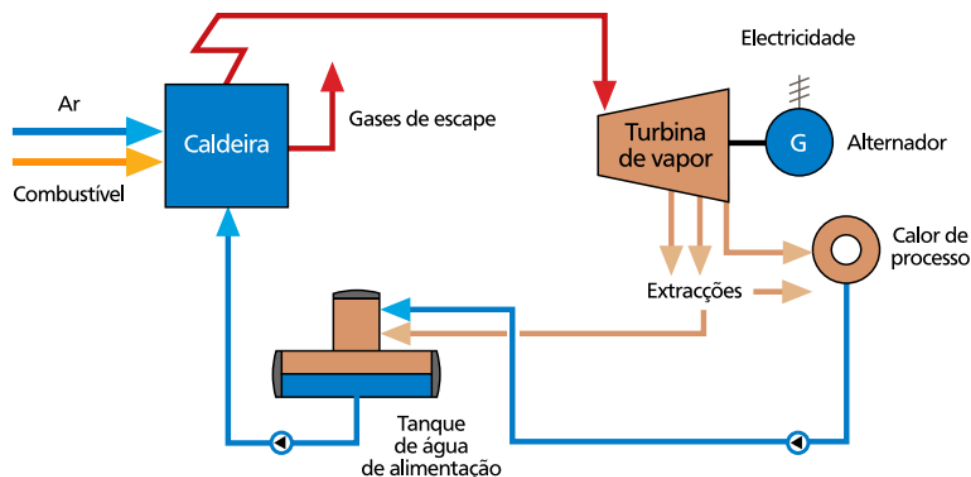 Electricidade
Ar
Caldeira
Gases de escape
Turbina
de vapor
G
Alternador
Combustível
Calor de
processo
Extracções
Tanque
de água
de alimentação